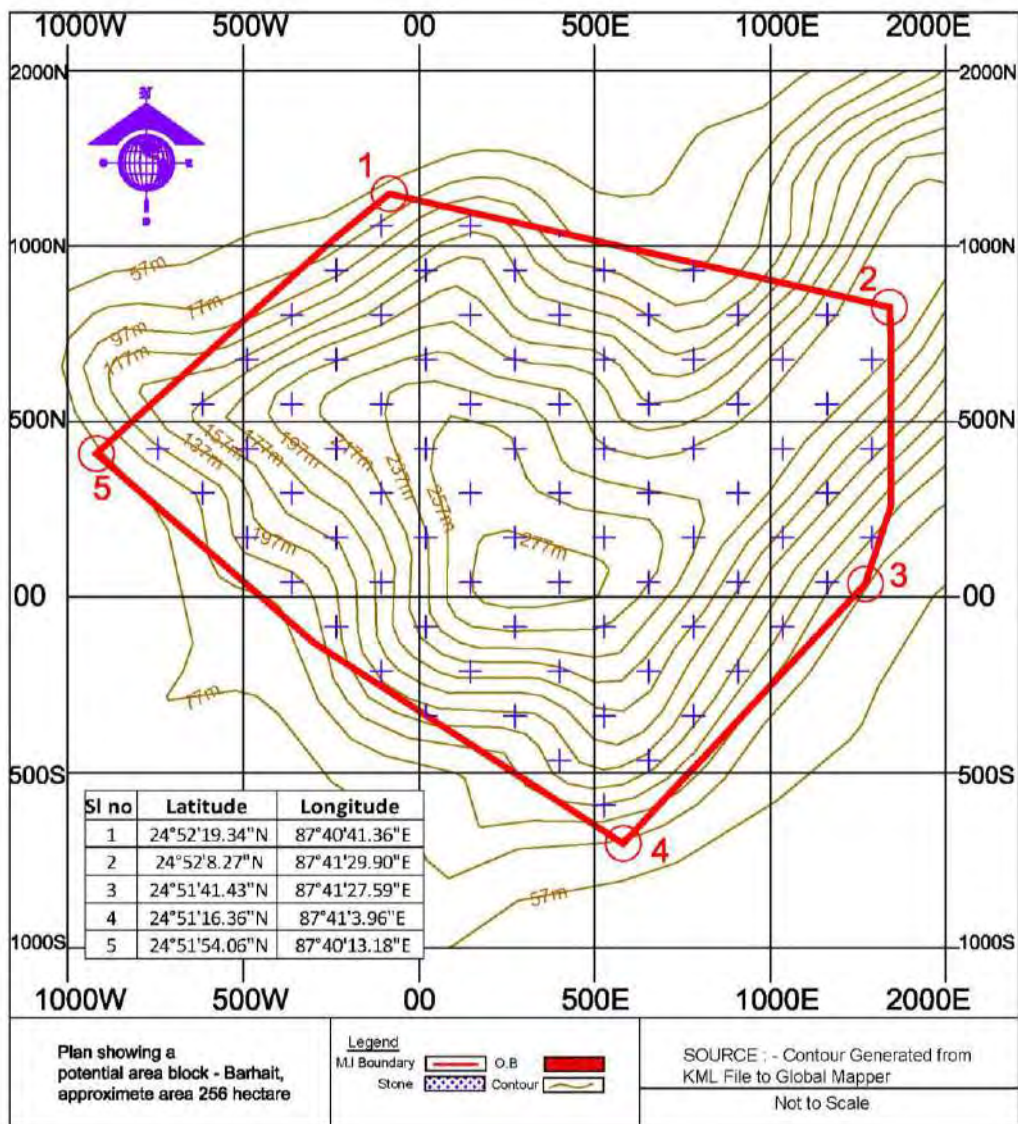 1000W 500W 00 500E 1000E 2000E
2000N 2000N
N
1
57m
1000N 1000N
77m
2
97m
117m
500N 500N
137m 157m 177m 197m 217m 237m 257m
5
197m 277m
3
00 00
77m
500S 500S
4
57m
Sl no Latitude Longitude
1 24°52'19.34"N 87°40'41.36"E
2 24°52'8.27"N 87°41'29.90"E
3 24°51'41.43"N 87°41'27.59"E
4 24°51'16.36"N 87°41'3.96"E
5 24°51'54.06"N 87°40'13.18"E
1000S 1000S
1000W 500W 00 500E 1000E 2000E
Plan showing a
potential area block - Barhait,
approximete area 256 hectare
Legend
M.l Boundary O.B
Stone Contour
SOURCE : - Contour Generated from
KML File to Global Mapper
Not to Scale